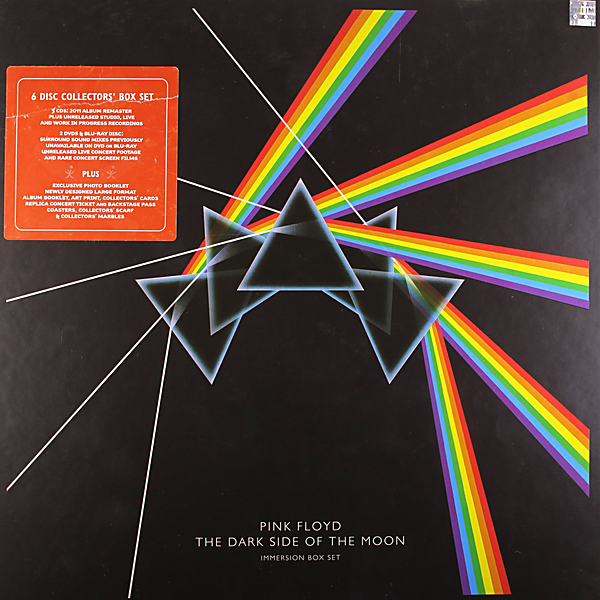 6 DISC COLLECTORS' BOX SET
3 CDS: 2011 ALBUM REMASTER
PLUS UNRELEASED STUDIO, LIVE
AND WORK IN PROGRESS RECORDINGS
2 DVDS & BLU-RAY DISC:
SURROUND SOUND MIXES PREVIOUSLY
UNAVAILABLE ON DVD OR BLU-RAY
UNRELEASED LIVE CONCERT FOOTAGE
AND RARE CONCERT SCREEN FILMS
PLUS
EXCLUSIVE PHOTO BOOKLET
NEWLY DESIGNED LARGE FORMAT
ALBUM BOOKLET, ART PRINT, COLLECTORS' CARDS
REPLICA CONCERT TICKET AND BACKSTAGE PASS
COASTERS, COLLECTORS' SCARF
& COLLECTORS' MARBLES
PINK FLOYD
THE DARK SIDE OF THE MOON
IMMERSION BOX SET